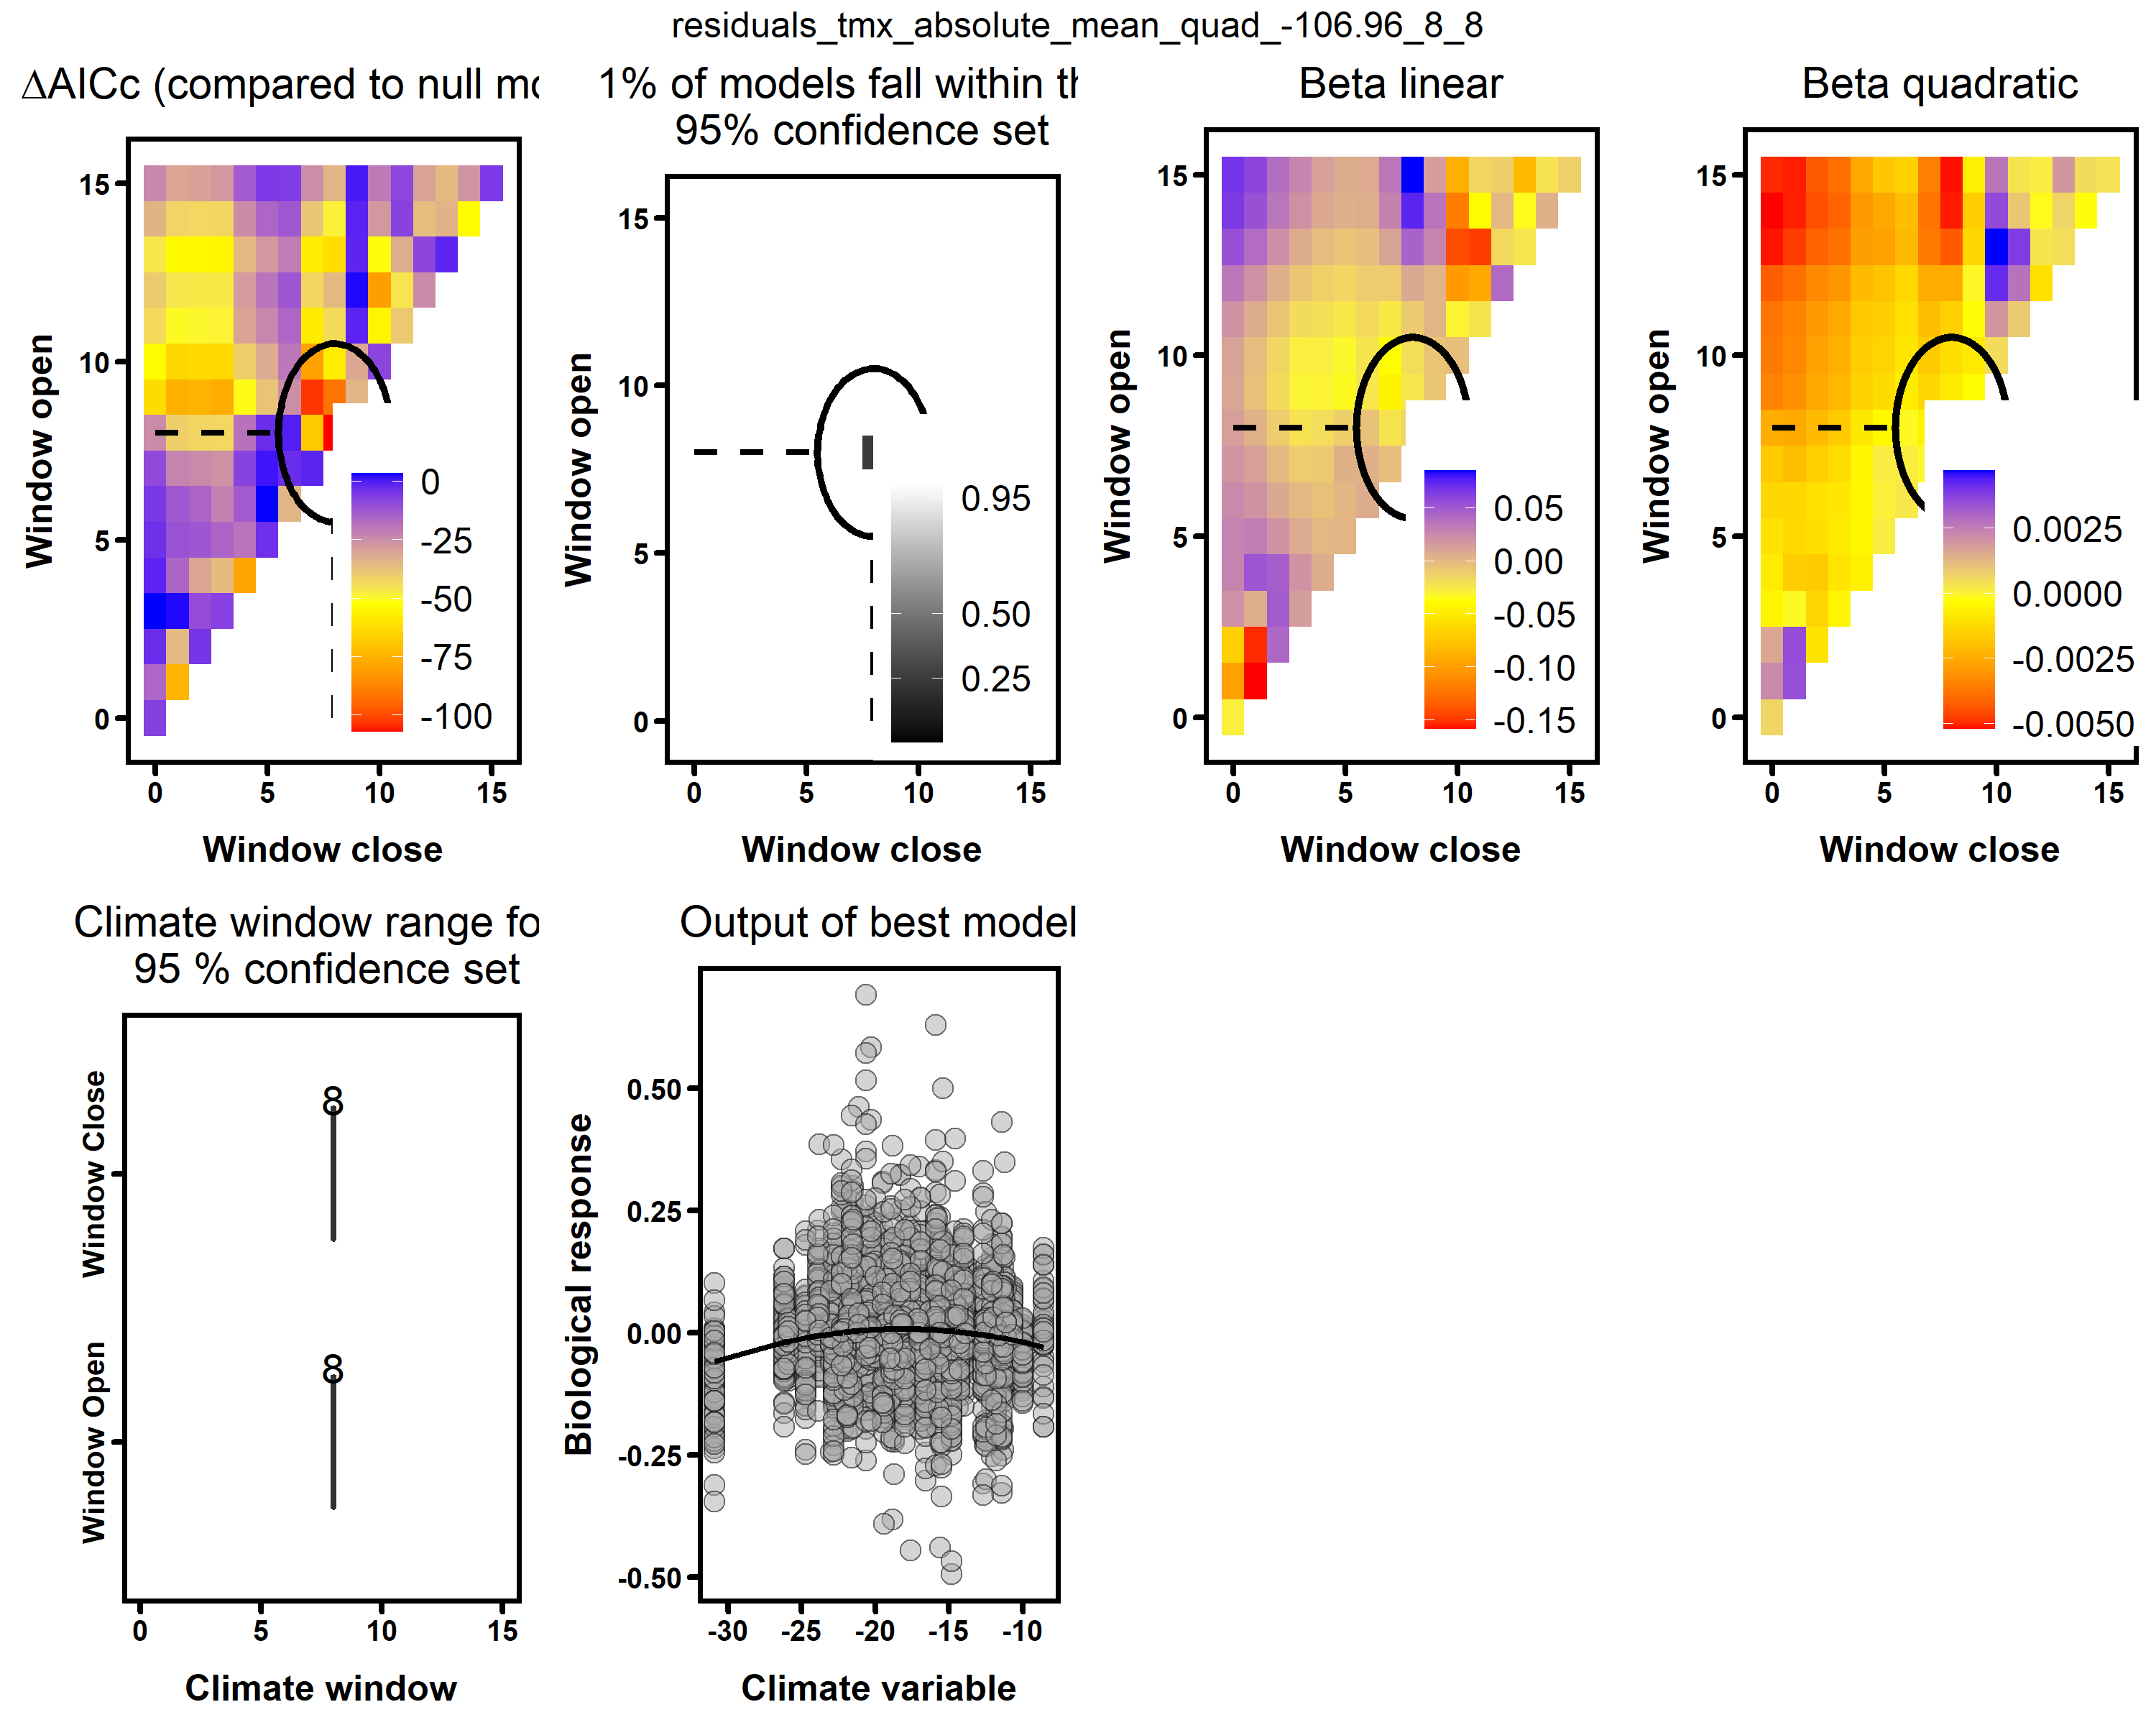 residuals_tmx_absolute_mean_quad_-106.96_8_8
ΔAICc (compared to null mo
15
10
5
0
0
5
10
15
Window open
Window close
0
-25
-50
-75
-100
1% of models fall within th
95% confidence set
15
10
5
0
0
5
10
15
Window open
Window close
0.95
0.50
0.25
Beta linear
15
10
5
0
0
5
10
15
Window open
Window close
0.05
0.00
-0.05
-0.10
-0.15
Beta quadratic
15
10
5
0
0
5
10
15
Window open
Window close
0.0025
0.0000
-0.0025
-0.0050
Climate window range fo
95 % confidence set
Window Close
Window Open
8
8
0
5
10
15
Climate window
Output of best model
Biological response
0.50
0.25
0.00
-0.25
-0.50
-30
-25
-20
-15
-10
Climate variable